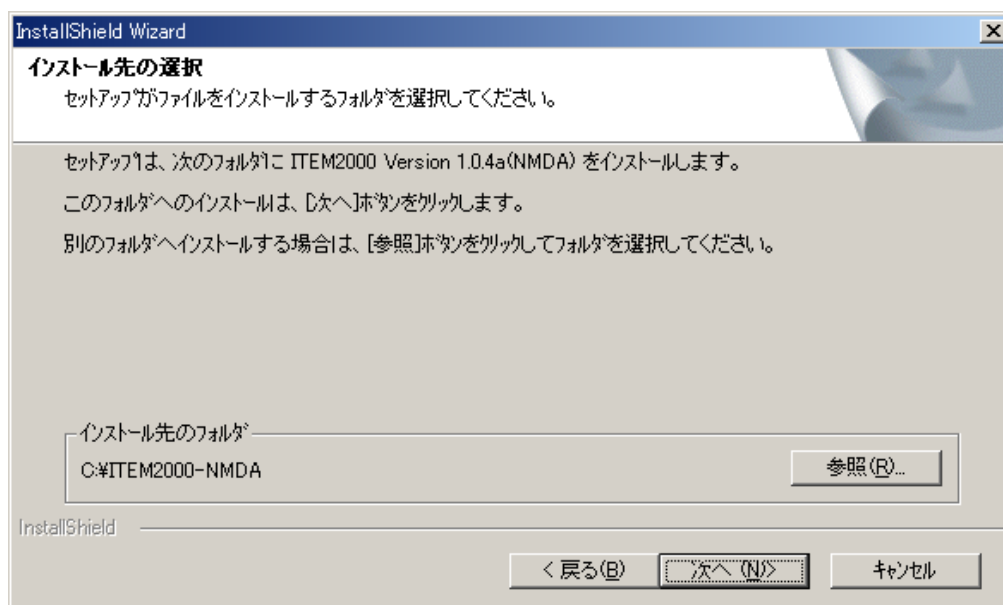 InstallShield Wizard
インストール先の選択
セットアップがファイルをインストールするフォルダを選択してください。
セットアップは、次のフォルダに ITEM2000 Version 1.0.4a(NMDA) をインストールします。
このフォルダへのインストールは、[次へ]ボタンをクリックします。
別のフォルダへインストールする場合は、[参照]ボタンをクリックしてフォルダを選択してください。
インストール先のフォルダ
C:¥ITEM2000-NMDA
参照(R)...
InstallShield
< 戻る(B)
次へ (N)>
キャンセル